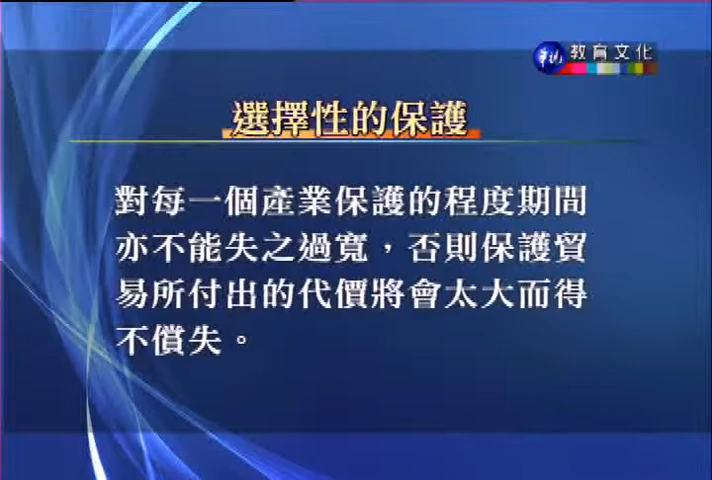 華視 教育文化
選擇性的保護
對每一個產業保護的程度期間
亦不能失之過寬，否則保護貿
易所付出的代價將會太大而得
不償失。